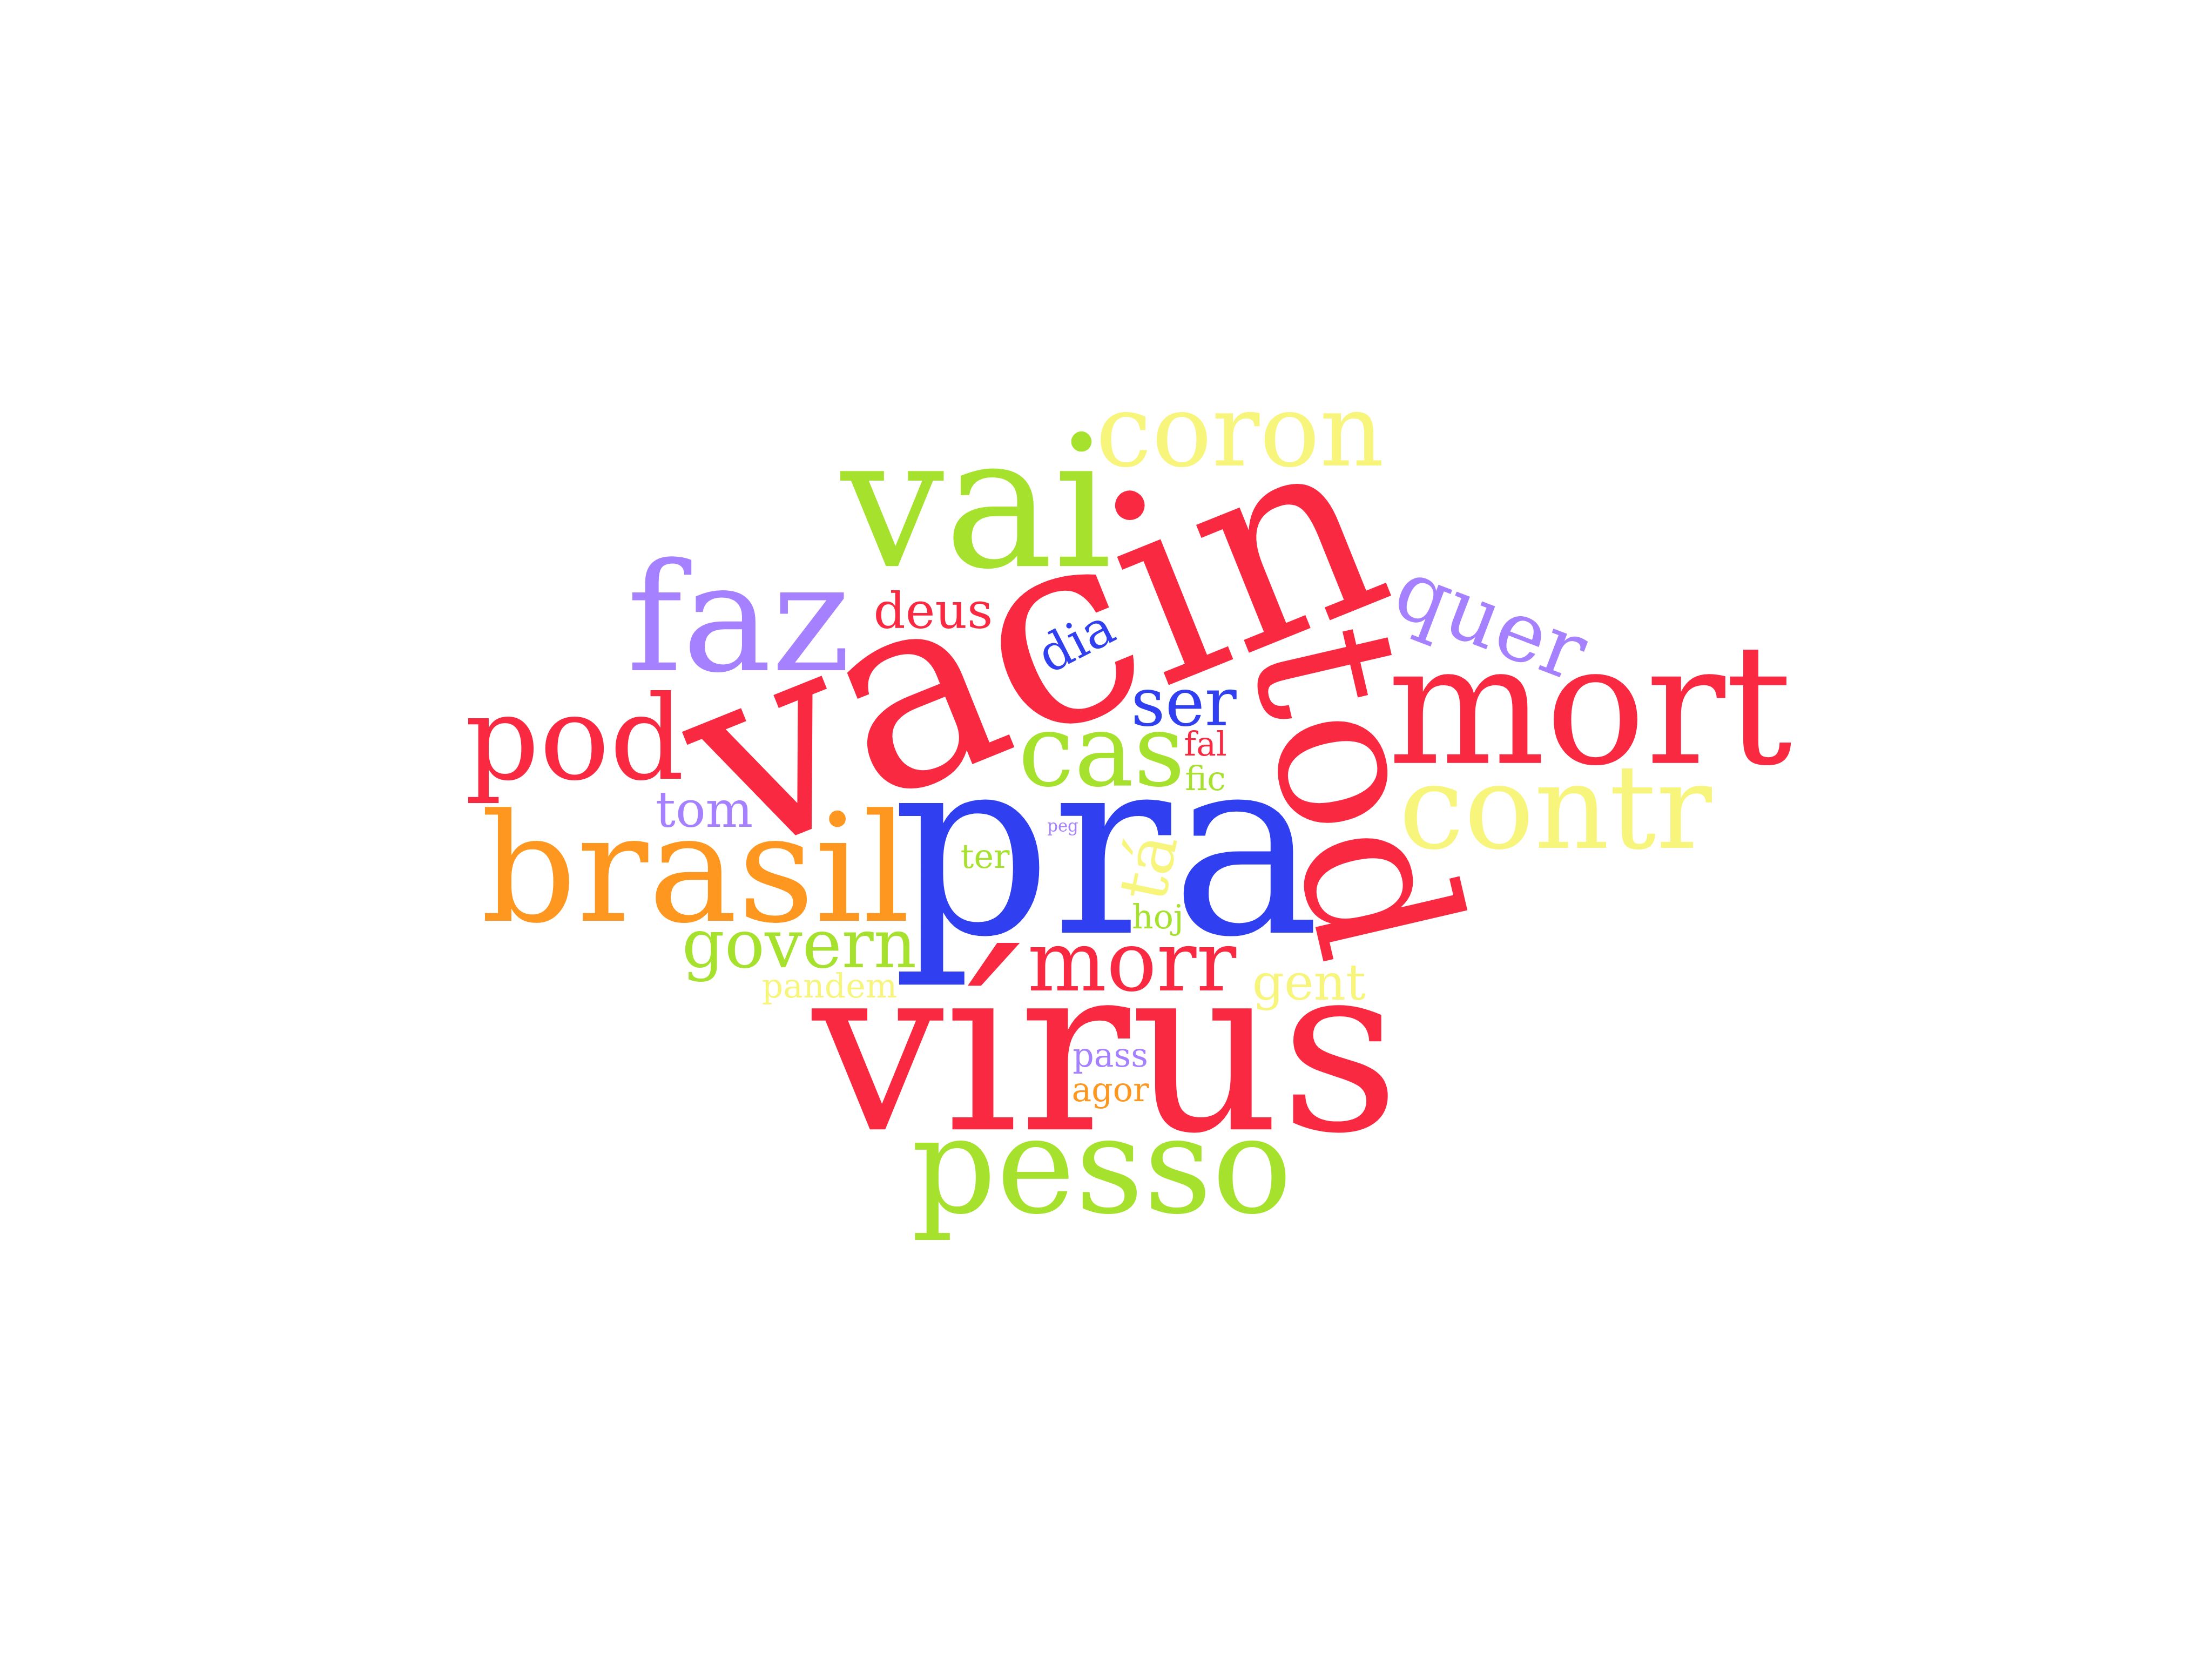 coron
vai
vacin
faz
deus
dia
quer
pod
ser
tod
mort
cas
fal
fic
tom
contr
brasil
pra
peg
ter
tá
hoj
govern
morr
pandem
gent
vírus
pass
agor
pesso